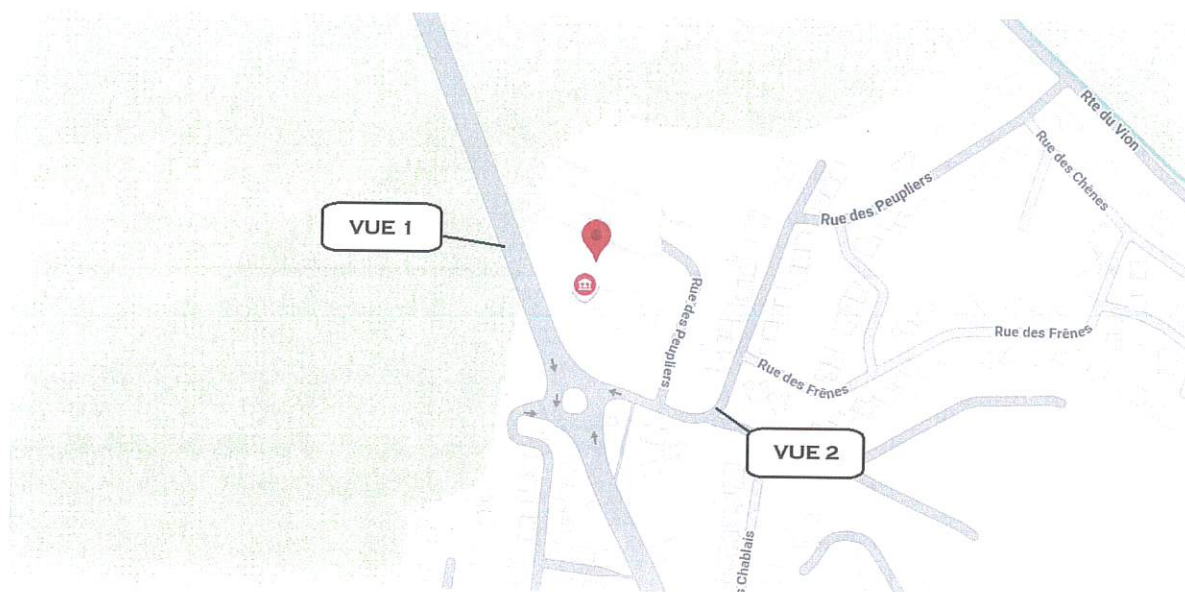 Rte du Vion
Rue des Chênes
Rue des Peupliers
VUE 1
Rue des Peupliers
Rue des Frênes
Rue des Frênes
VUE 2
s Chablais